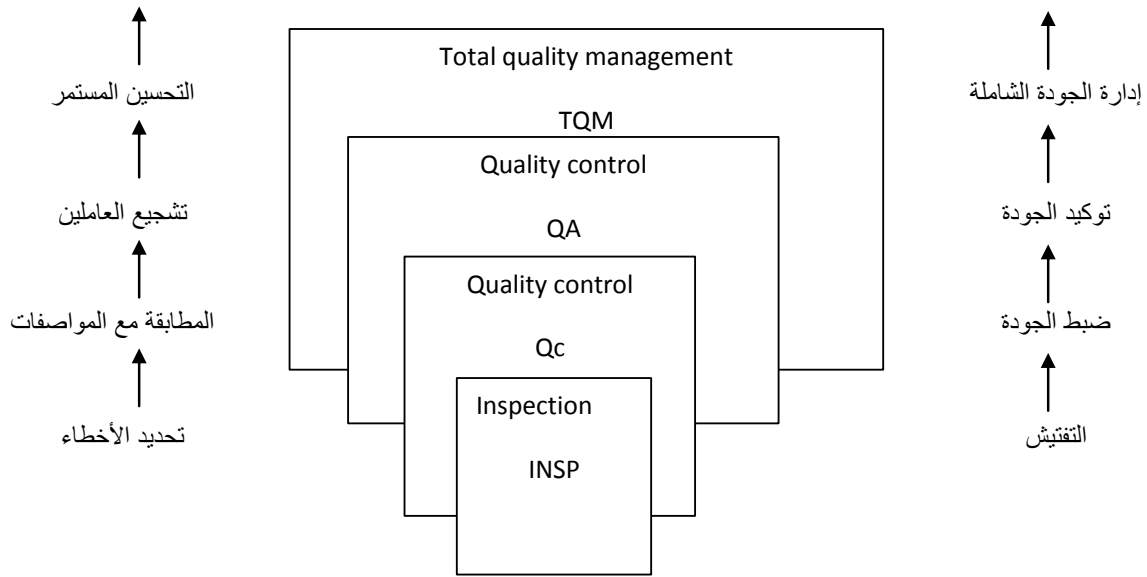 Total quality management
TQM
Quality control
QA
Quality control
Qc
Inspection
INSP
إدارة الجودة الشاملة
توكيد الجودة
ضبط الجودة
التفتيش
التحسين المستمر
تشجيع العاملين
المطابقة مع المواصفات
تحديد الأخطاء